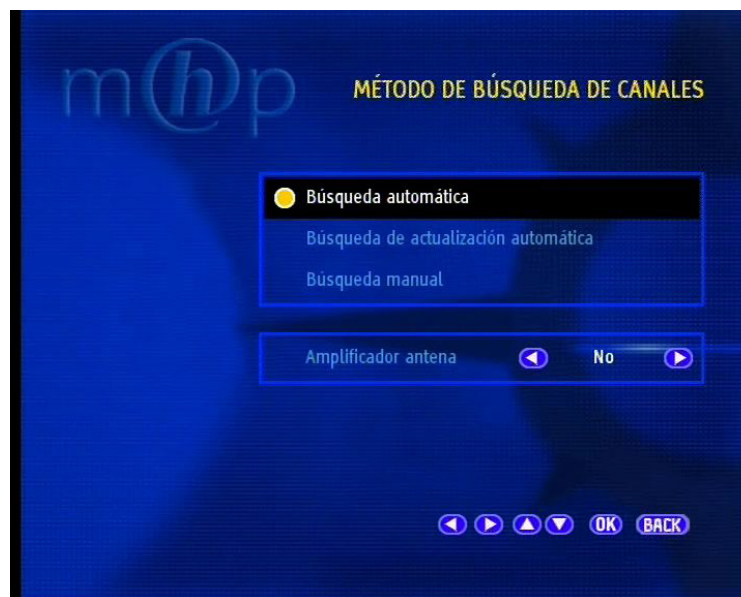 mhp
MÉTODO DE BÚSQUEDA DE CANALES
Búsqueda automática
Búsqueda de actualización automática
Búsqueda manual
Amplificador antena No
OK BACK